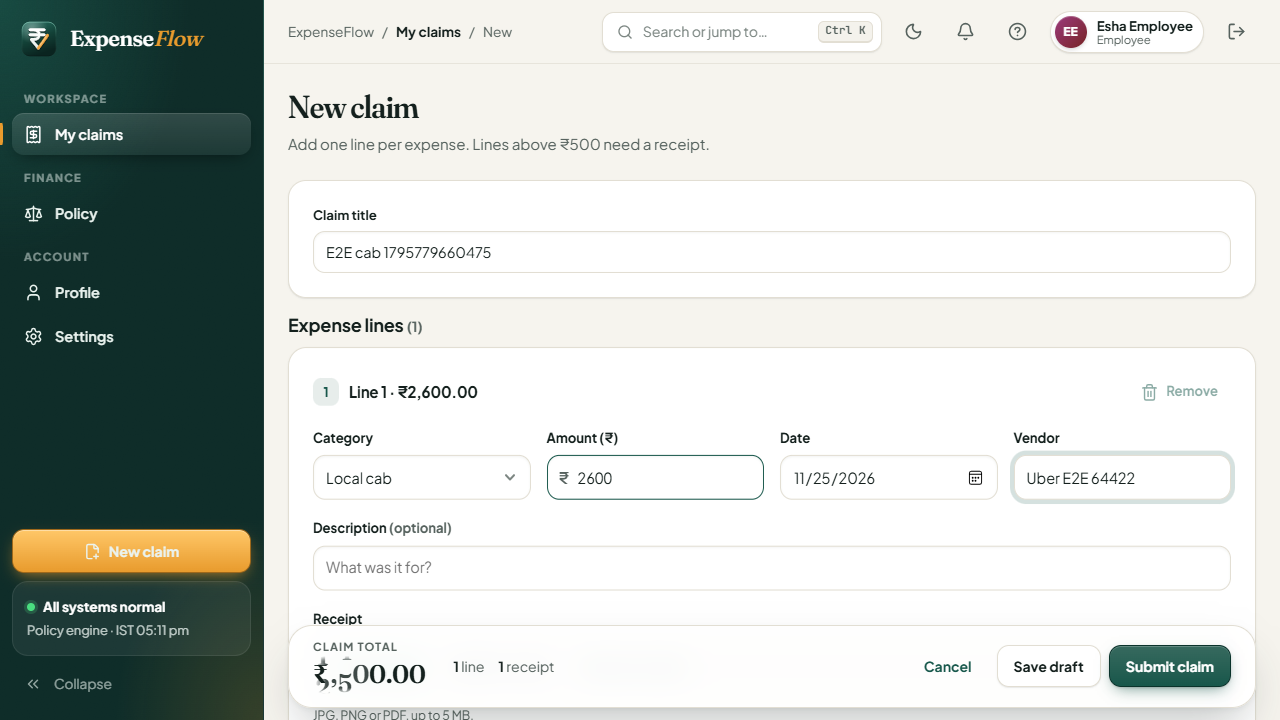 ExpenseFlow
WORKSPACE
My claims
FINANCE
Policy
ACCOUNT
Profile
Settings
New claim
All systems normal
Policy engine · IST 05:11 pm
Collapse
ExpenseFlow / My claims / New
Search or jump to… Ctrl K
EE Esha Employee
Employee
New claim
Add one line per expense. Lines above ₹500 need a receipt.
Claim title
E2E cab 1795779660475
Expense lines (1)
1 Line 1 · ₹2,600.00 Remove
Category Amount (₹) Date Vendor
Local cab ₹ 2600 11/25/2026 Uber E2E 64422
Description (optional)
What was it for?
Receipt
CLAIM TOTAL
1 line 1 receipt Cancel Save draft Submit claim
JPG, PNG or PDF, up to 5 MB.